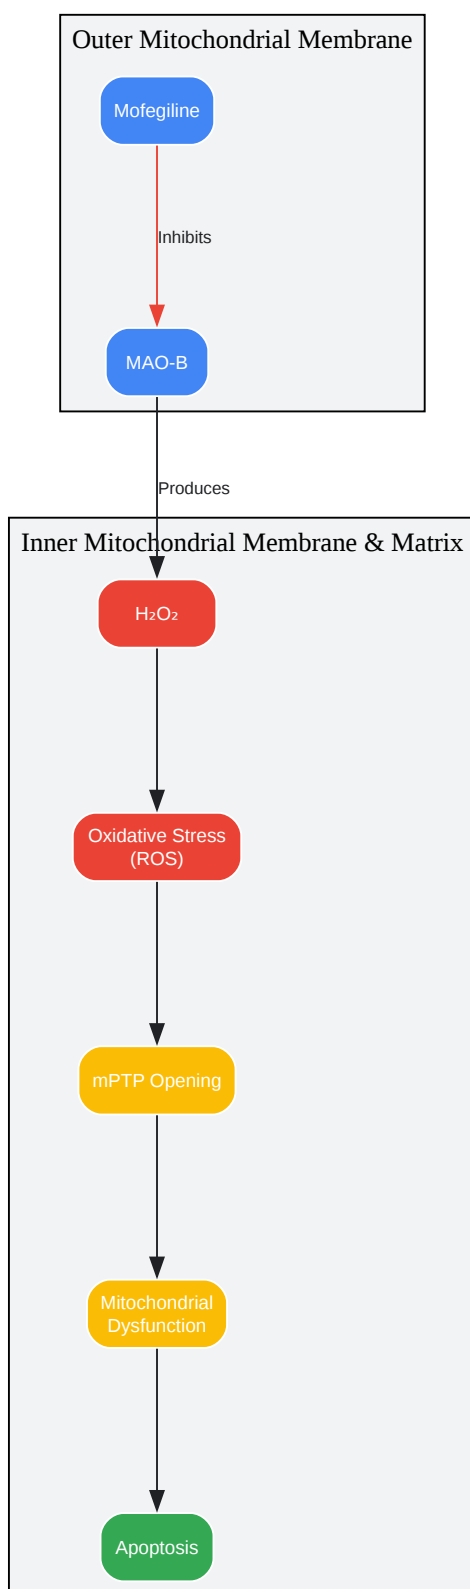 Outer Mitochondrial Membrane
Mofegiline
Inhibits
MAO-B
Produces
Inner Mitochondrial Membrane & Matrix
H₂O₂
Oxidative Stress
(ROS)
mPTP Opening
Mitochondrial
Dysfunction
Apoptosis